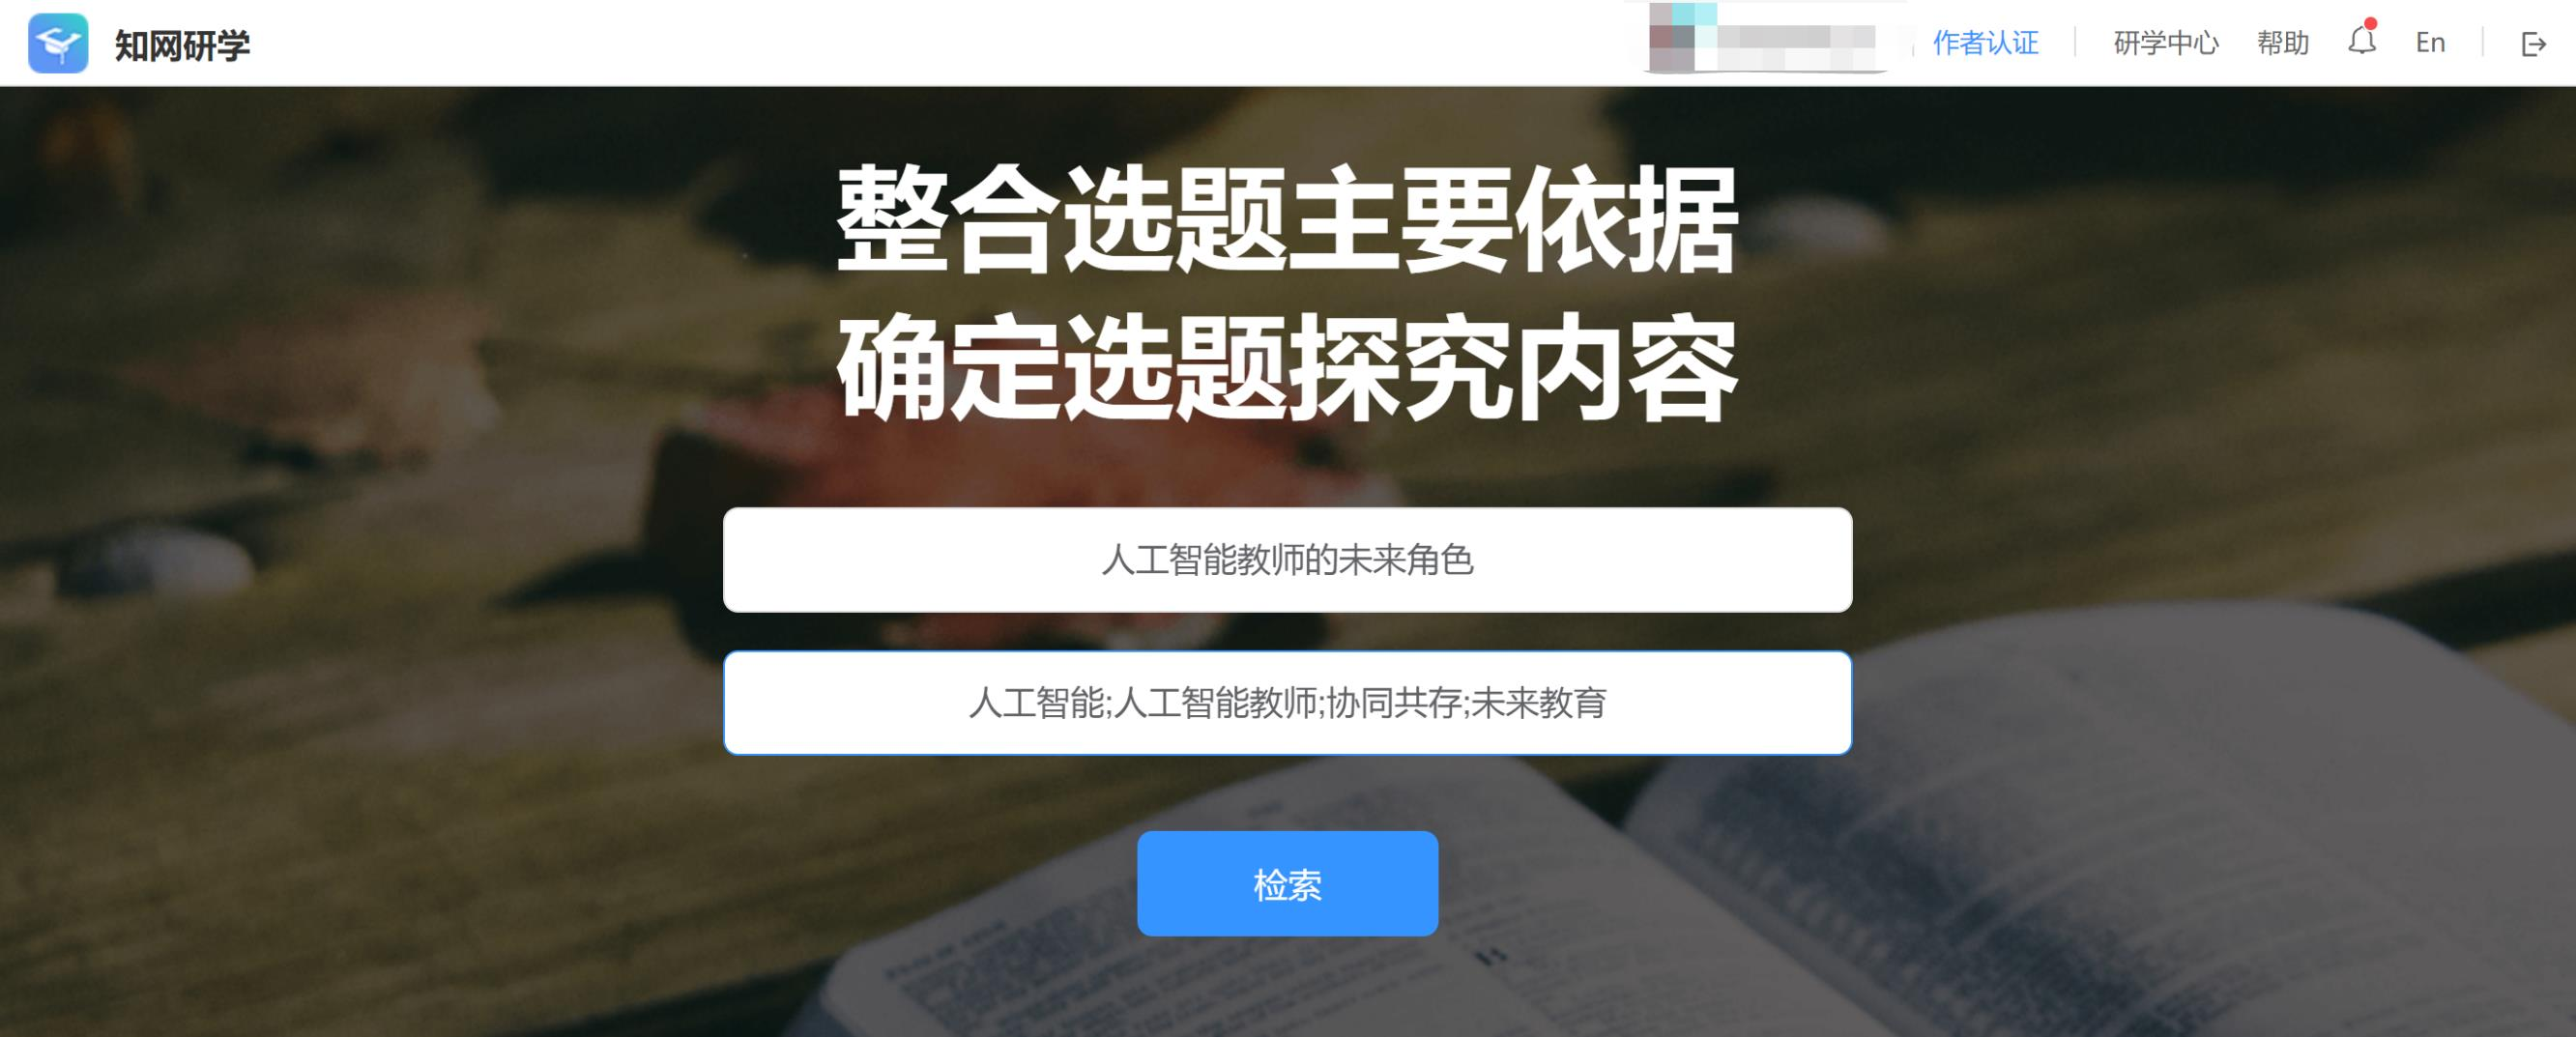 知网研学
作者认证 研学中心 帮助 En
整合选题主要依据
确定选题探究内容
人工智能教师的未来角色
人工智能;人工智能教师;协同共存;未来教育
检索